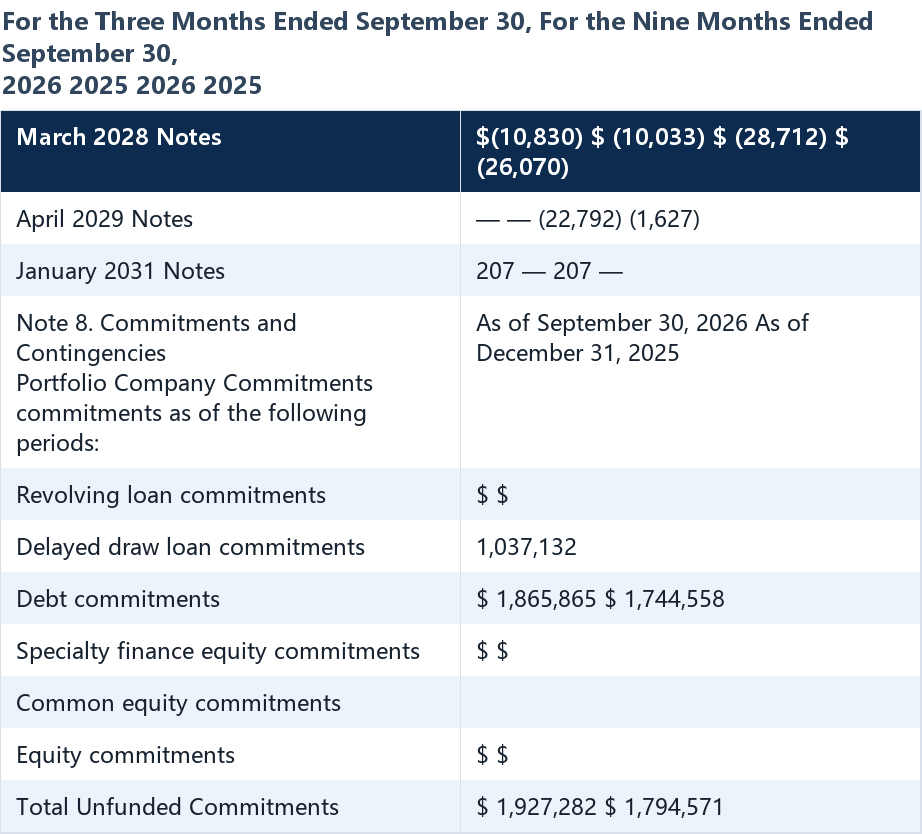 For the Three Months Ended September 30, For the Nine Months Ended
September 30,
2026 2025 2026 2025
March 2028 Notes
$(10,830) $ (10,033) $ (28,712) $
(26,070)
April 2029 Notes
— — (22,792) (1,627)
January 2031 Notes
207 — 207 —
Note 8. Commitments and
Contingencies
Portfolio Company Commitments
commitments as of the following
periods:
As of September 30, 2026 As of
December 31, 2025
Revolving loan commitments
$ $
Delayed draw loan commitments
1,037,132
Debt commitments
$ 1,865,865 $ 1,744,558
Specialty finance equity commitments
$ $
Common equity commitments
Equity commitments
$ $
Total Unfunded Commitments
$ 1,927,282 $ 1,794,571